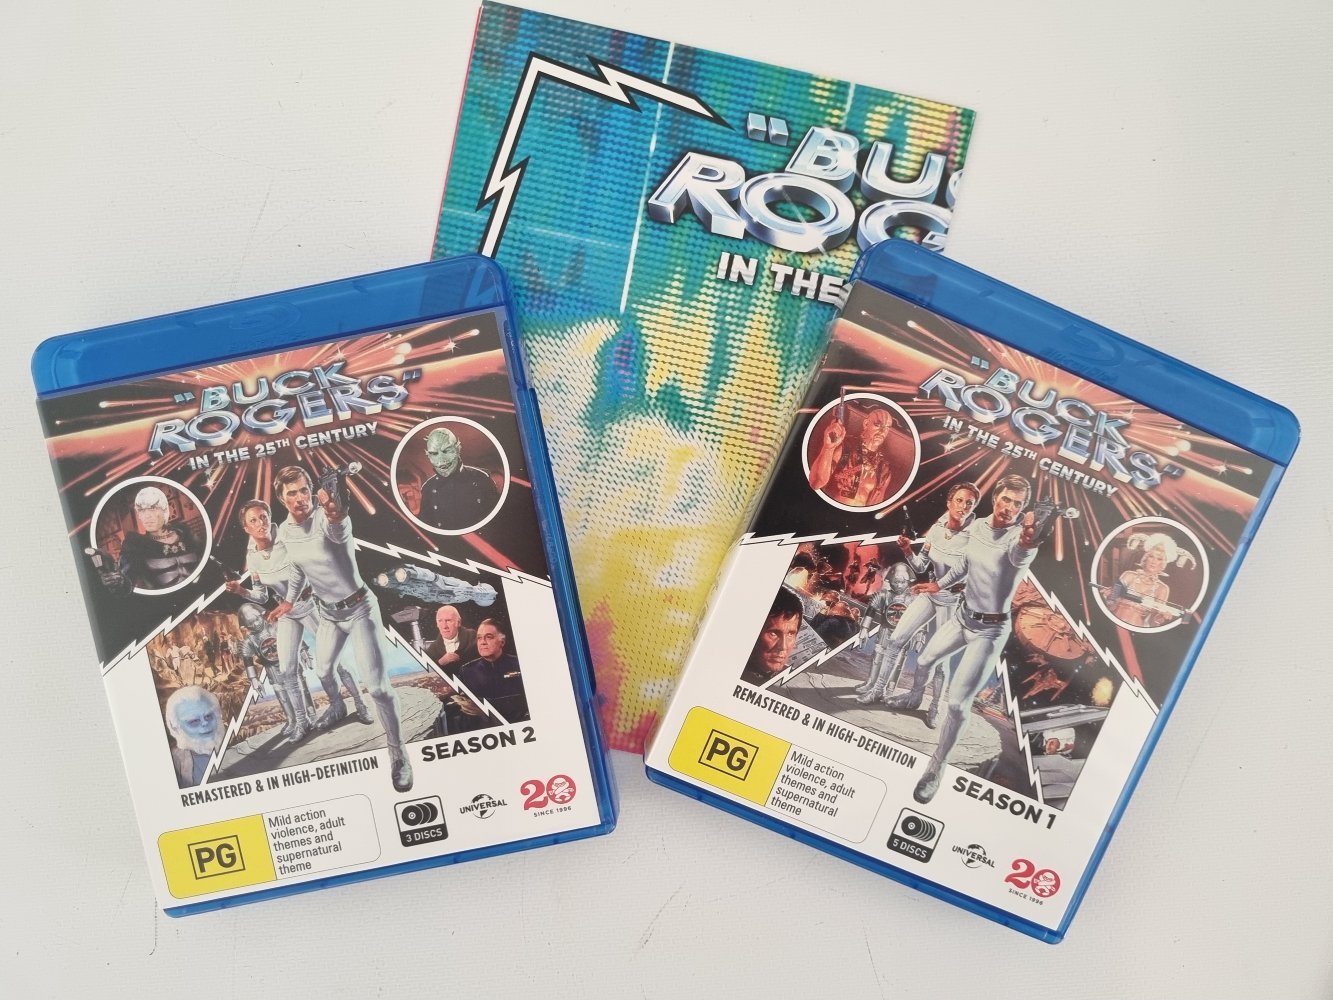 "BUC
ROG
IN THE
"BUCK
ROGERS"
IN THE 25TH CENTURY
REMASTERED & IN HIGH-DEFINITION
SEASON 2
PG
Mild action
violence, adult
themes and
supernatural
theme
3 DISCS
UNIVERSAL
20
SINCE 1996
"BUCK
ROGERS"
IN THE 25TH CENTURY
REMASTERED & IN HIGH-DEFINITION
SEASON 1
PG
Mild action
violence, adult
themes and
supernatural
theme
5 DISCS
UNIVERSAL
20
SINCE 1996